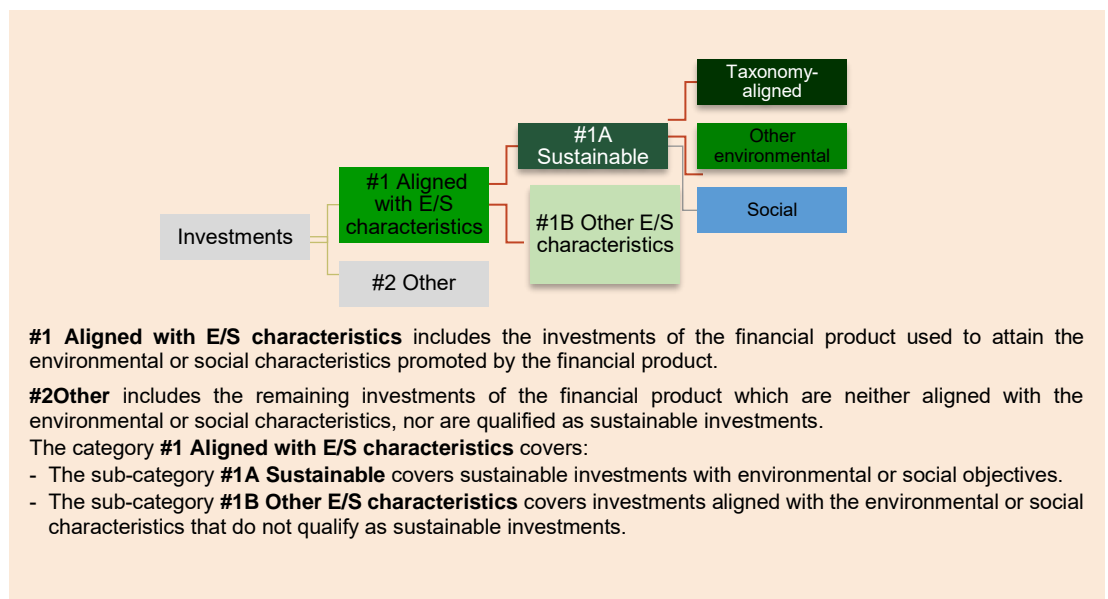 Taxonomy-
aligned
#1A
Sustainable
Other
environmental
#1 Aligned
with E/S
characteristics
Social
#1B Other E/S
characteristics
Investments
#2 Other
#1 Aligned with E/S characteristics includes the investments of the financial product used to attain the
environmental or social characteristics promoted by the financial product.
#2Other includes the remaining investments of the financial product which are neither aligned with the
environmental or social characteristics, nor are qualified as sustainable investments.
The category #1 Aligned with E/S characteristics covers:
- The sub-category #1A Sustainable covers sustainable investments with environmental or social objectives.
- The sub-category #1B Other E/S characteristics covers investments aligned with the environmental or social
characteristics that do not qualify as sustainable investments.